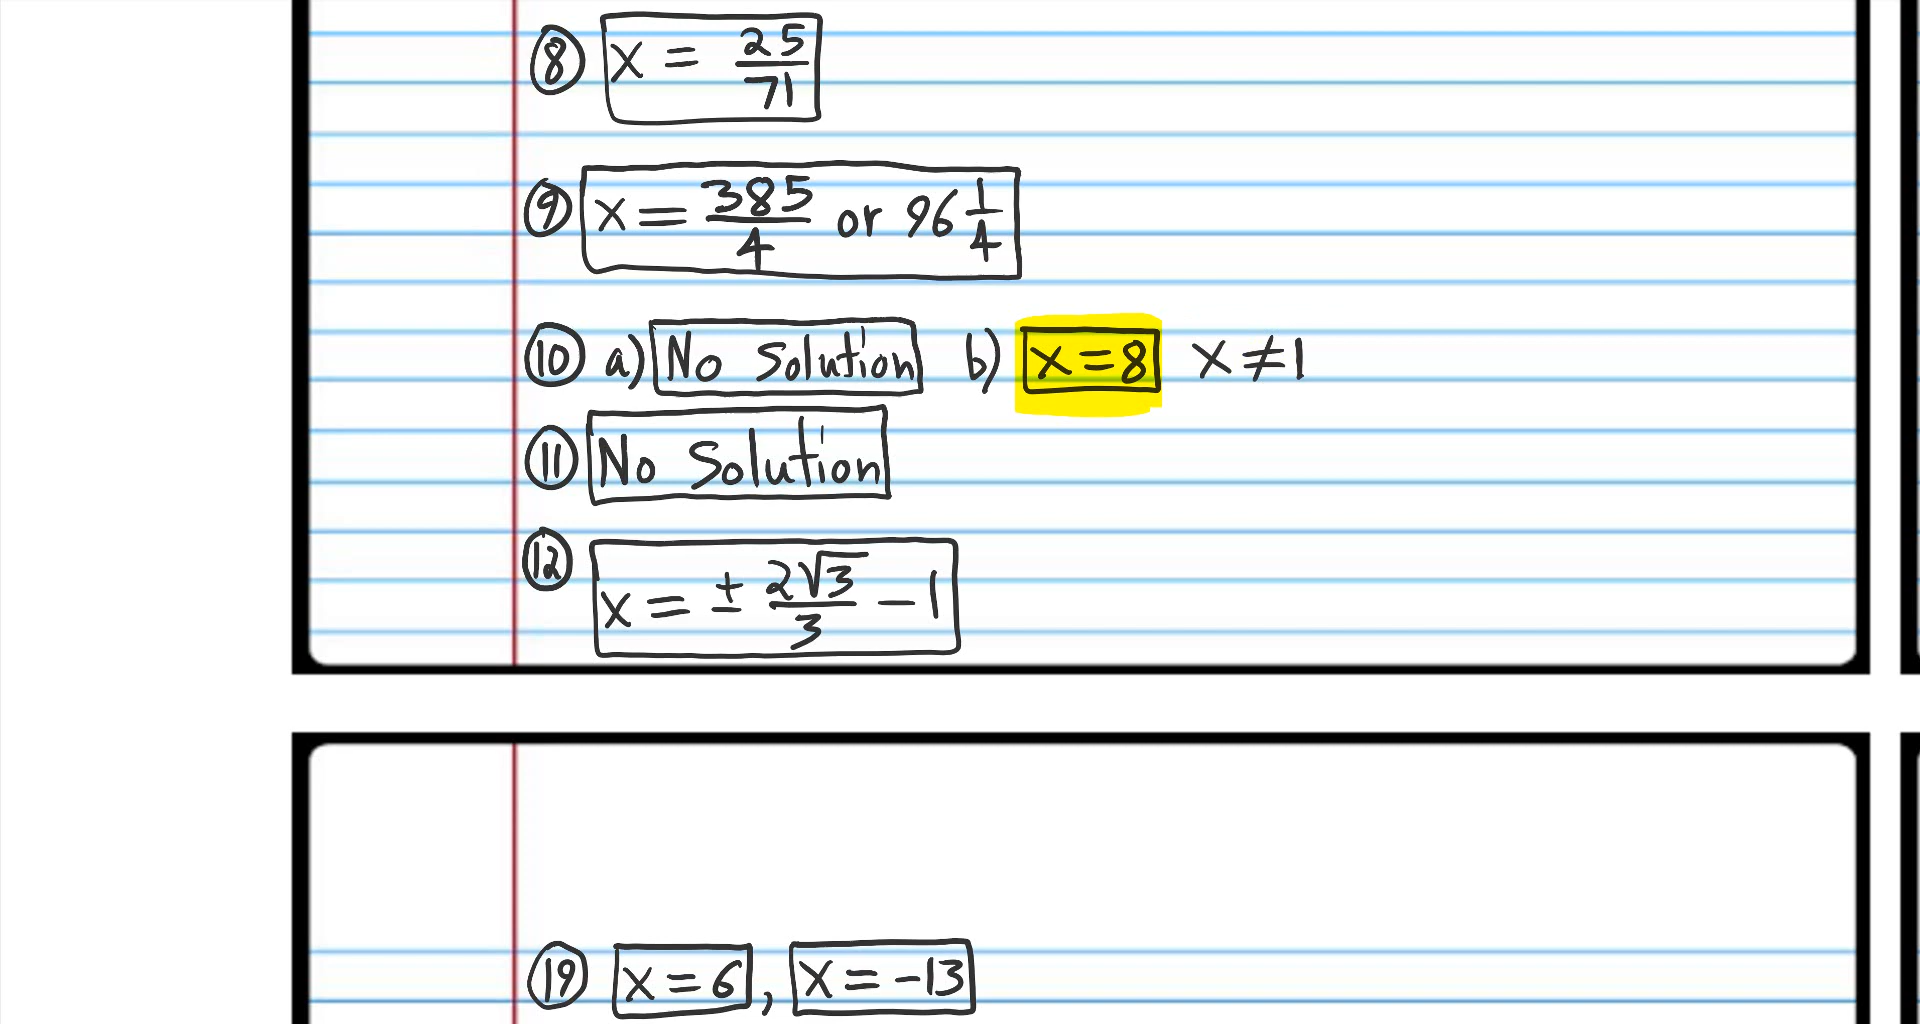 ⑧ x = 25/71
⑨ x = 385/4 or 96 1/4
⑩ a) No Solution b) x = 8 x ≠ 1
⑪ No Solution
⑫ x = ± 2√3/3 − 1
⑲ x = 6, x = −13